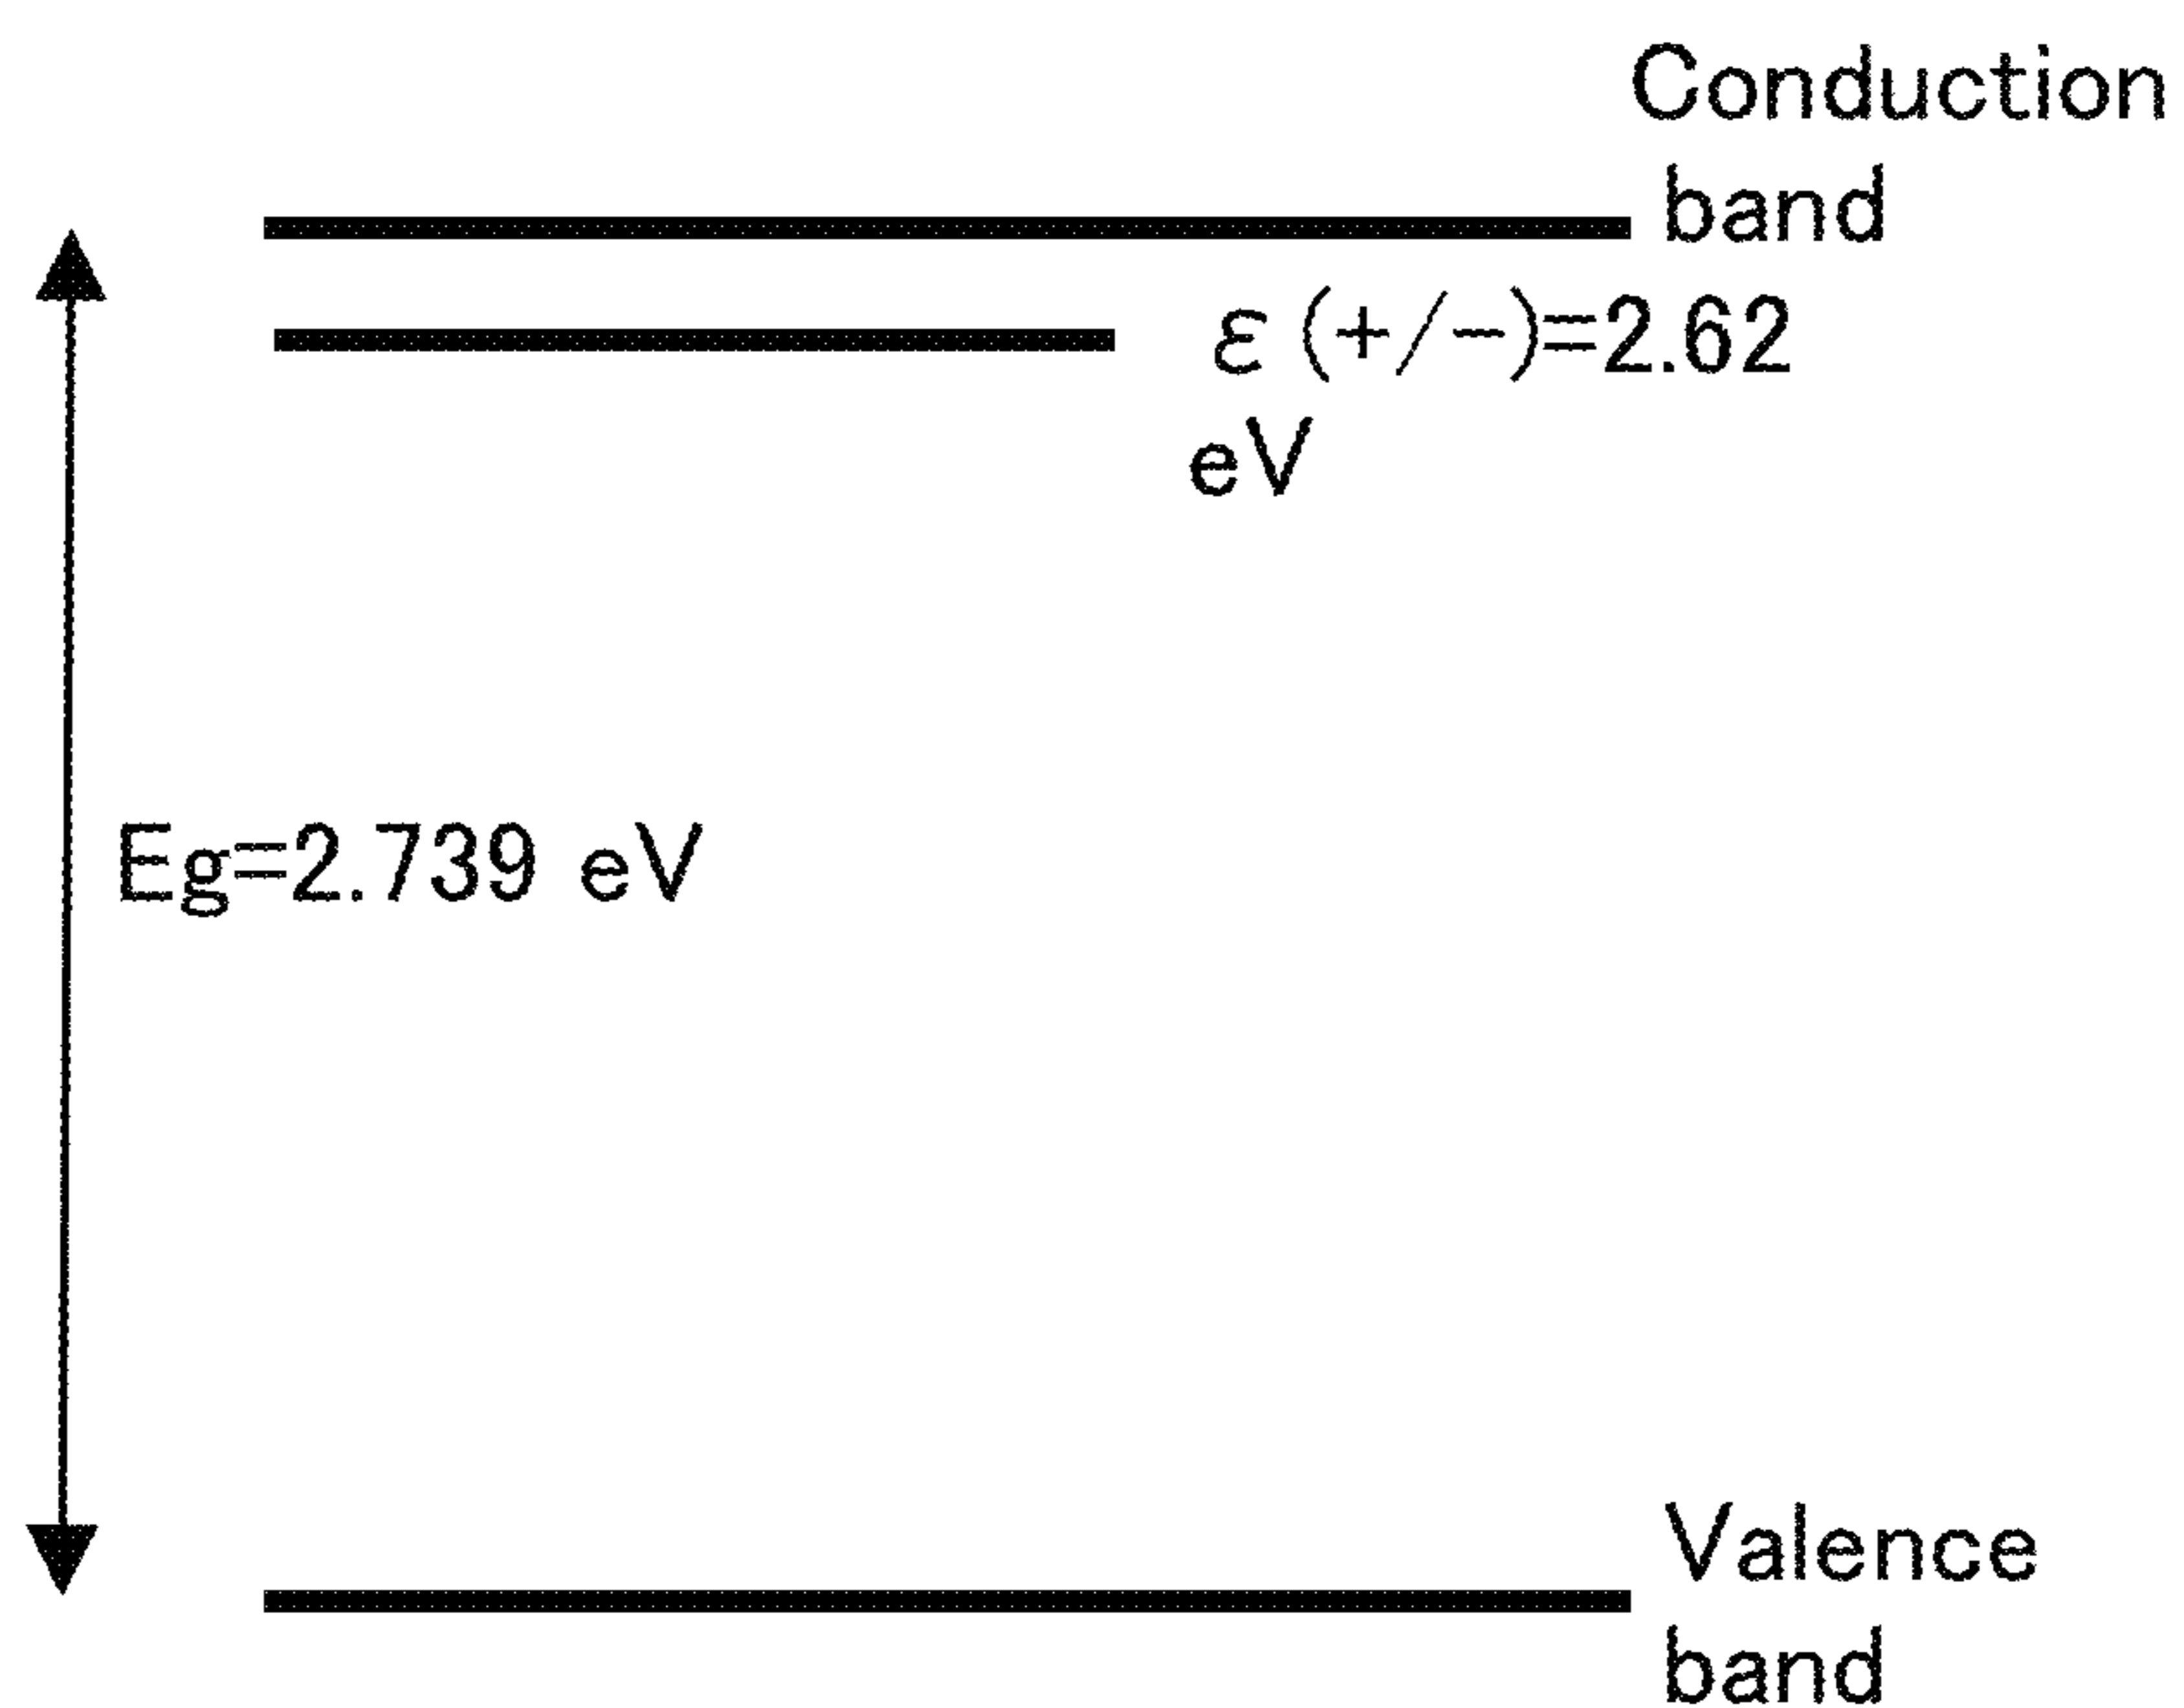 Conduction
band
ε(+/-)=2.62
eV
Eg=2.739 eV
Valence
band